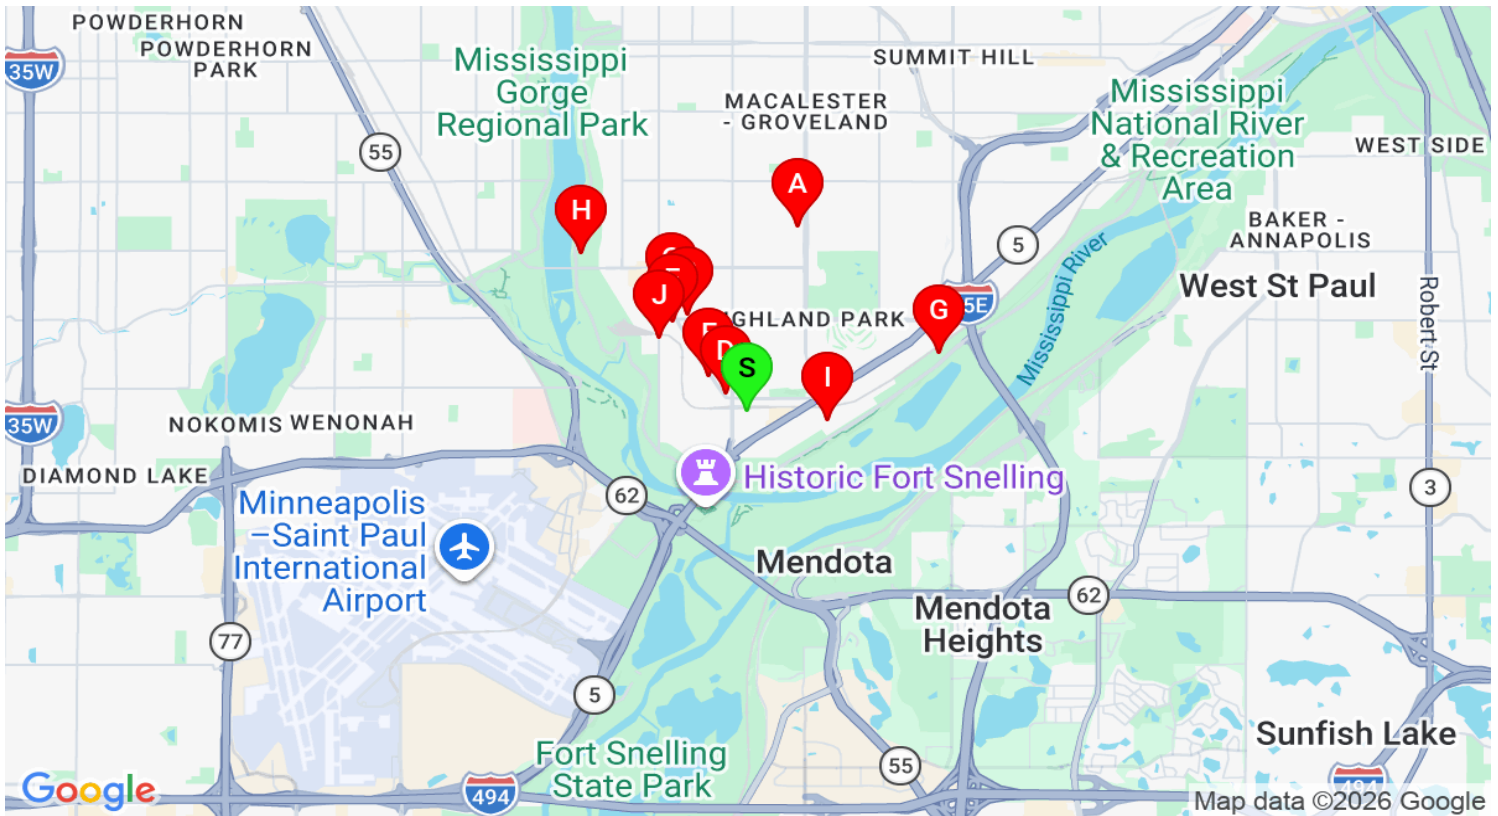 POWDERHORN
POWDERHORN
PARK
35W
55
Mississippi
Gorge
Regional Park
SUMMIT HILL
MACALESTER
- GROVELAND
Mississippi
National River
& Recreation
Area
WEST SIDE
A
H
5
BAKER -
ANNAPOLIS
West St Paul
Mississippi River
Robert St
J
G
5E
GHLAND PARK
D
S
I
35W
NOKOMIS WENONAH
DIAMOND LAKE
Historic Fort Snelling
62
3
Minneapolis
–Saint Paul
International
Airport
Mendota
62
Mendota
Heights
77
5
Fort Snelling
State Park
55
Sunfish Lake
494
494
Google
Map data ©2026 Google